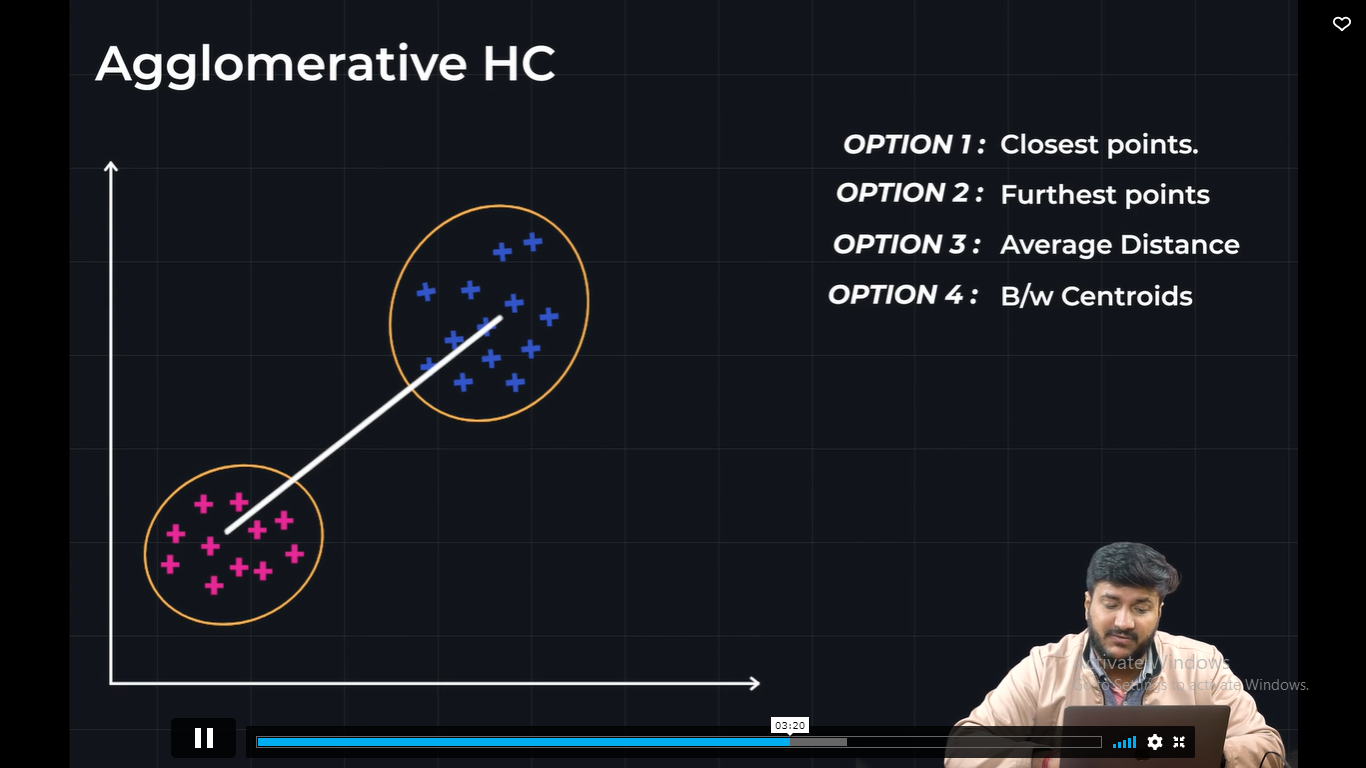 Agglomerative HC
OPTION 1 : Closest points.
OPTION 2 : Furthest points
OPTION 3 : Average Distance
OPTION 4 : B/w Centroids
Activate Windows
Go to Settings to activate Windows.
03:20